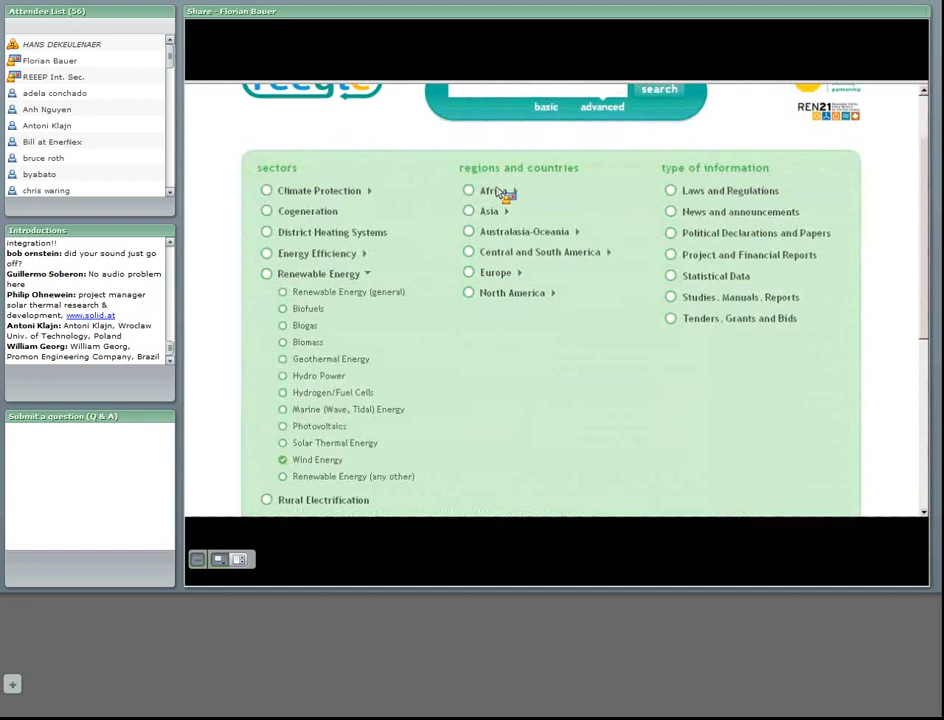 Attendee List (56)
HANS DEKEULENAER
Florian Bauer
REEEP Int. Sec.
adela conchado
Anh Nguyen
Antoni Klajn
Bill at EnerNex
bruce roth
byabato
chris waring
Introductions
integration!!
bob ornstein: did your sound just go
off?
Guillermo Soberon: No audio problem
here
Philip Ohnewein: project manager
solar thermal research &
development, www.solid.at
Antoni Klajn: Antoni Klajn, Wroclaw
Univ. of Technology, Poland
William Georg: William Georg,
Promon Engineering Company, Brazil
Submit a question (Q & A)
Share - Florian Bauer
search
basic advanced
partnership
REN21
sectors
Climate Protection
Cogeneration
District Heating Systems
Energy Efficiency
Renewable Energy
Renewable Energy (general)
Biofuels
Biogas
Biomass
Geothermal Energy
Hydro Power
Hydrogen/Fuel Cells
Marine (Wave, Tidal) Energy
Photovoltaics
Solar Thermal Energy
Wind Energy
Renewable Energy (any other)
Rural Electrification
regions and countries
Asia
Australasia-Oceania
Central and South America
Europe
North America
type of information
Laws and Regulations
News and announcements
Political Declarations and Papers
Project and Financial Reports
Statistical Data
Studies, Manuals, Reports
Tenders, Grants and Bids